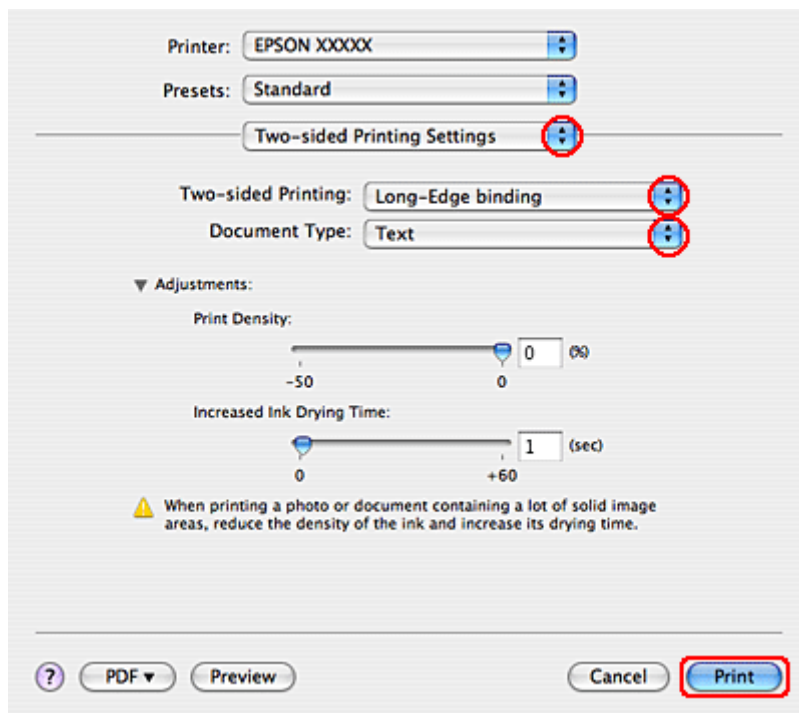 Printer: EPSON XXXXX
Presets: Standard
Two-sided Printing Settings
Two-sided Printing: Long-Edge binding
Document Type: Text
▼ Adjustments:
Print Density:
0 (%)
-50 0
Increased Ink Drying Time:
1 (sec)
0 +60
When printing a photo or document containing a lot of solid image
areas, reduce the density of the ink and increase its drying time.
? PDF ▼ Preview Cancel Print